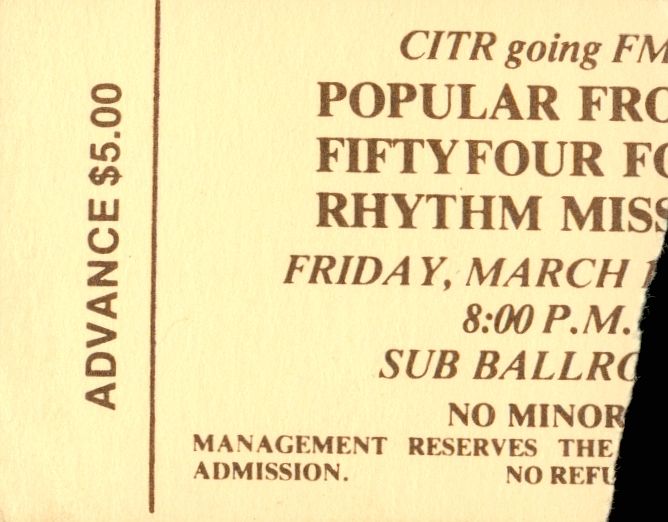 ADVANCE $5.00
CITR going FM
POPULAR FRO
FIFTYFOUR FO
RHYTHM MISS
FRIDAY, MARCH 1
8:00 P.M.
SUB BALLRO
NO MINOR
MANAGEMENT RESERVES THE
ADMISSION. NO REFU